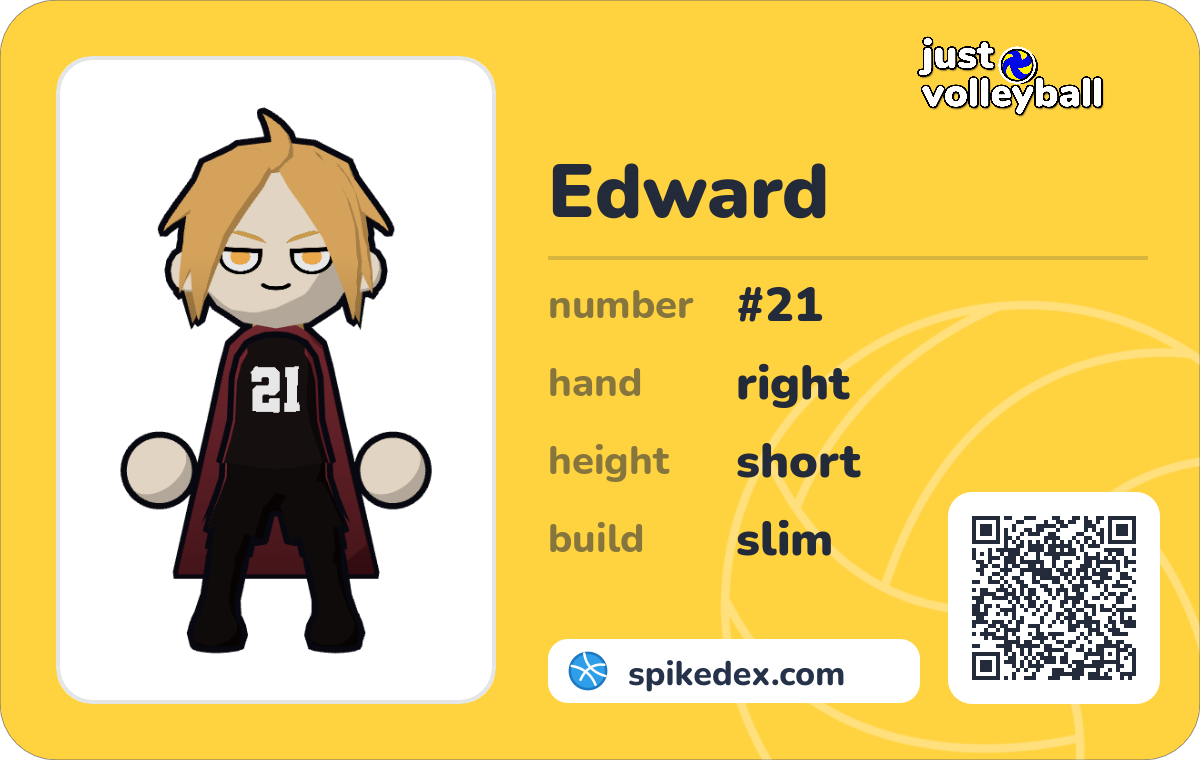 just
volleyball
Edward
number #21
hand right
height short
build slim
21
spikedex.com